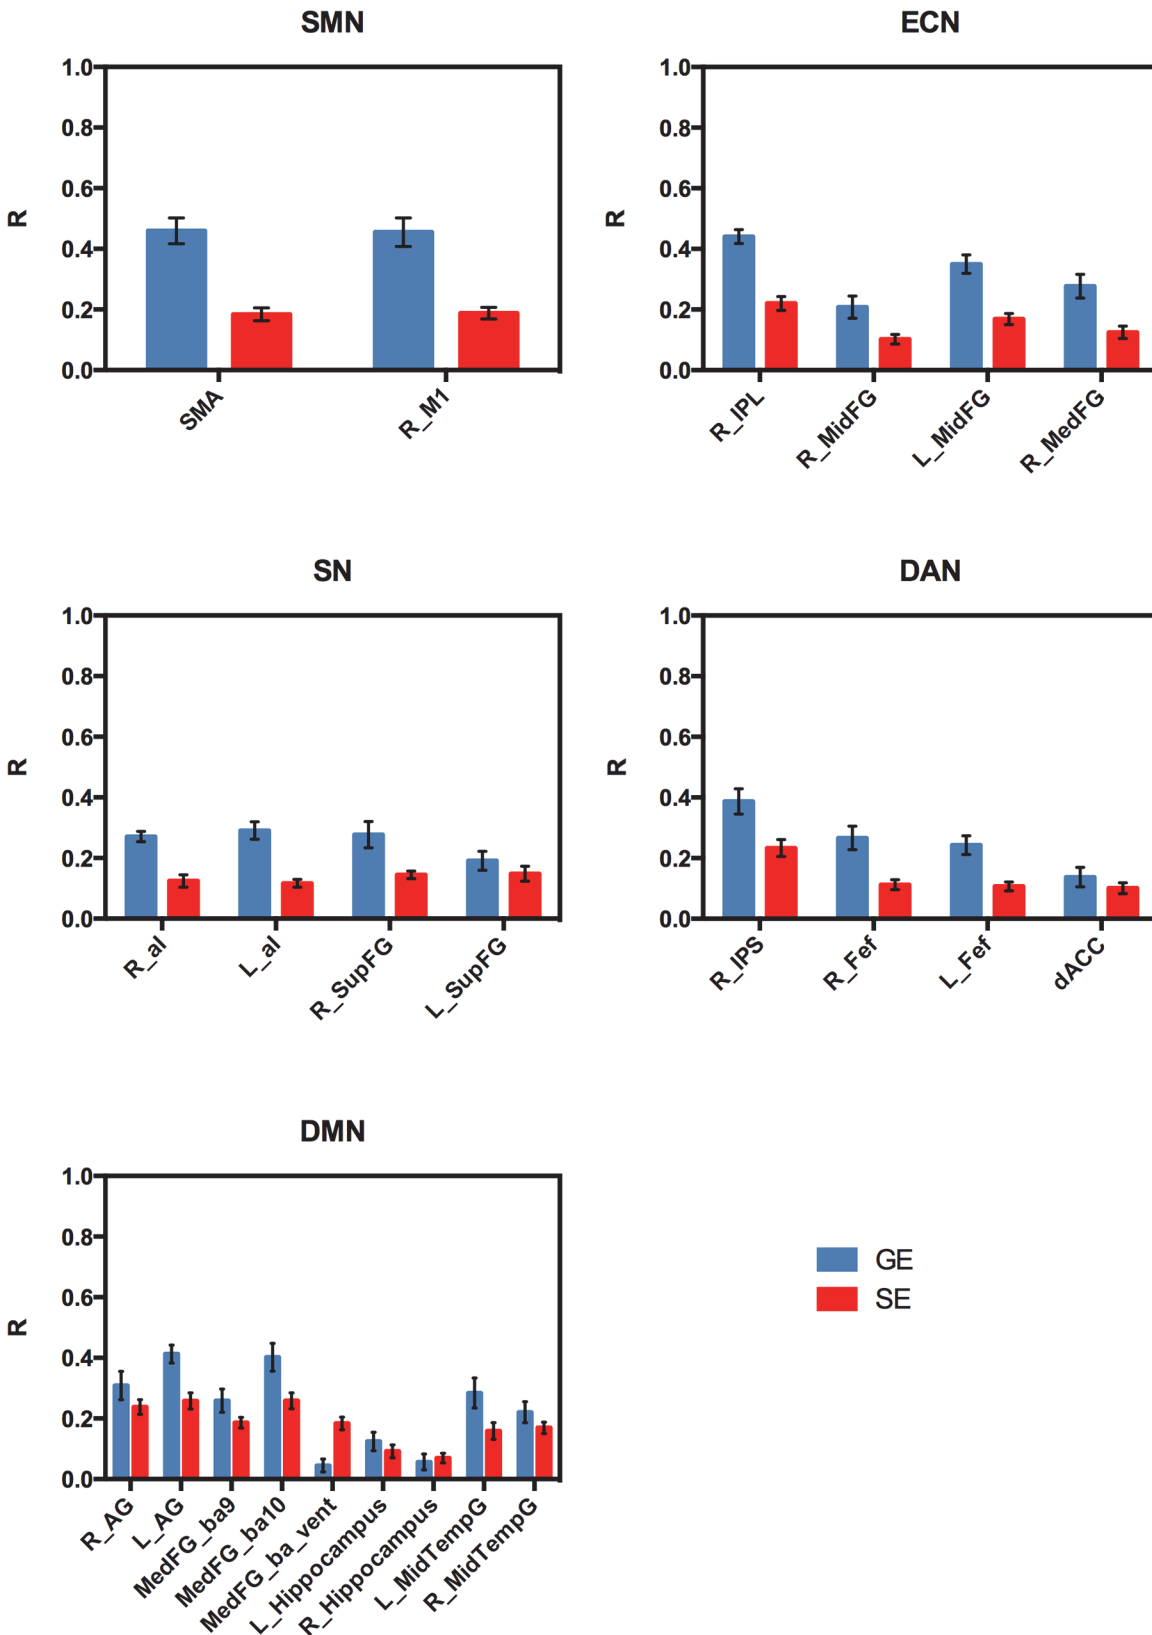 SMN
1.0
0.8
0.6
0.4
0.2
0.0
R
SMA
R_M1
ECN
1.0
0.8
0.6
0.4
0.2
0.0
R
R_IPL
R_MidFG
L_MidFG
R_MedFG
SN
1.0
0.8
0.6
0.4
0.2
0.0
R
R_aI
L_aI
R_SupFG
L_SupFG
DAN
1.0
0.8
0.6
0.4
0.2
0.0
R
R_IPS
R_Fef
L_Fef
dACC
DMN
1.0
0.8
0.6
0.4
0.2
0.0
R
R_AG
L_AG
MedFG_ba9
MedFG_ba10
MedFG_ba_vent
L_Hippocampus
R_Hippocampus
L_MidTempG
R_MidTempG
GE
SE